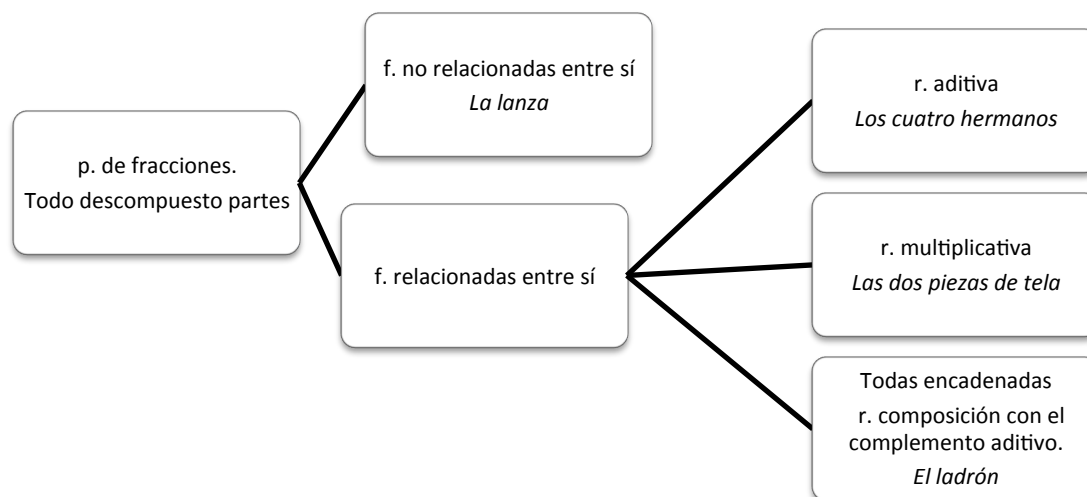 p. de fracciones.
Todo descompuesto partes
f. no relacionadas entre sí
La lanza
f. relacionadas entre sí
r. aditiva
Los cuatro hermanos
r. multiplicativa
Las dos piezas de tela
Todas encadenadas
r. composición con el
complemento aditivo.
El ladrón